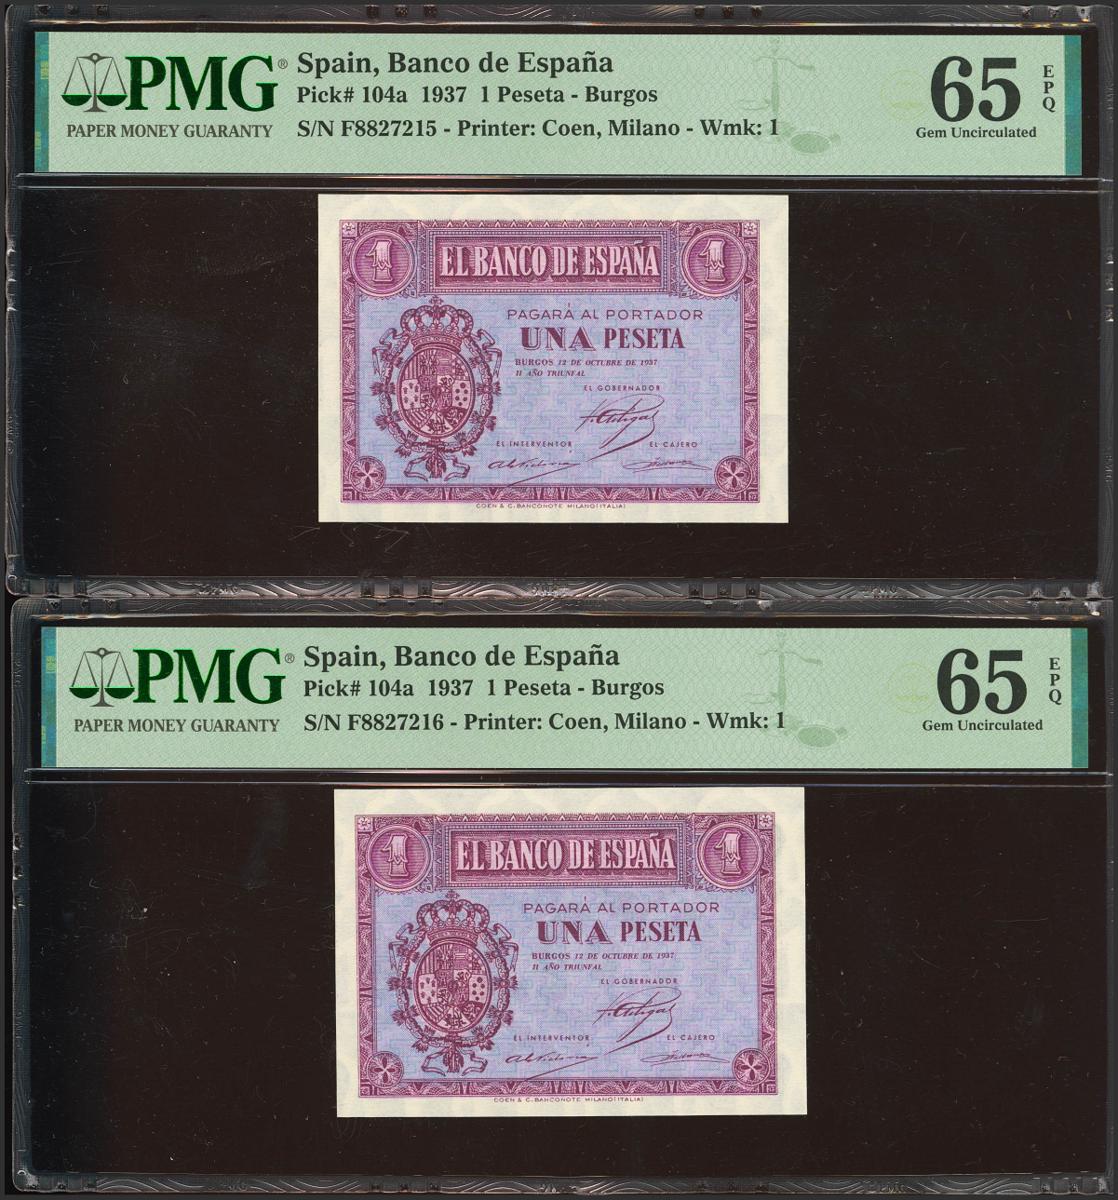 PMG®
PAPER MONEY GUARANTY
Spain, Banco de España
Pick# 104a 1937 1 Peseta - Burgos
S/N F8827215 - Printer: Coen, Milano - Wmk: 1
65 EPQ
Gem Uncirculated
1 EL BANCO DE ESPAÑA 1
PAGARÁ AL PORTADOR
UNA PESETA
BURGOS 12 DE OCTUBRE DE 1937
II AÑO TRIUNFAL
EL GOBERNADOR
EL INTERVENTOR EL CAJERO
COEN & C. BANCONOTE MILANO (ITALIA)
PMG®
PAPER MONEY GUARANTY
Spain, Banco de España
Pick# 104a 1937 1 Peseta - Burgos
S/N F8827216 - Printer: Coen, Milano - Wmk: 1
65 EPQ
Gem Uncirculated
1 EL BANCO DE ESPAÑA 1
PAGARÁ AL PORTADOR
UNA PESETA
BURGOS 12 DE OCTUBRE DE 1937
II AÑO TRIUNFAL
EL GOBERNADOR
EL INTERVENTOR EL CAJERO
COEN & C. BANCONOTE MILANO (ITALIA)